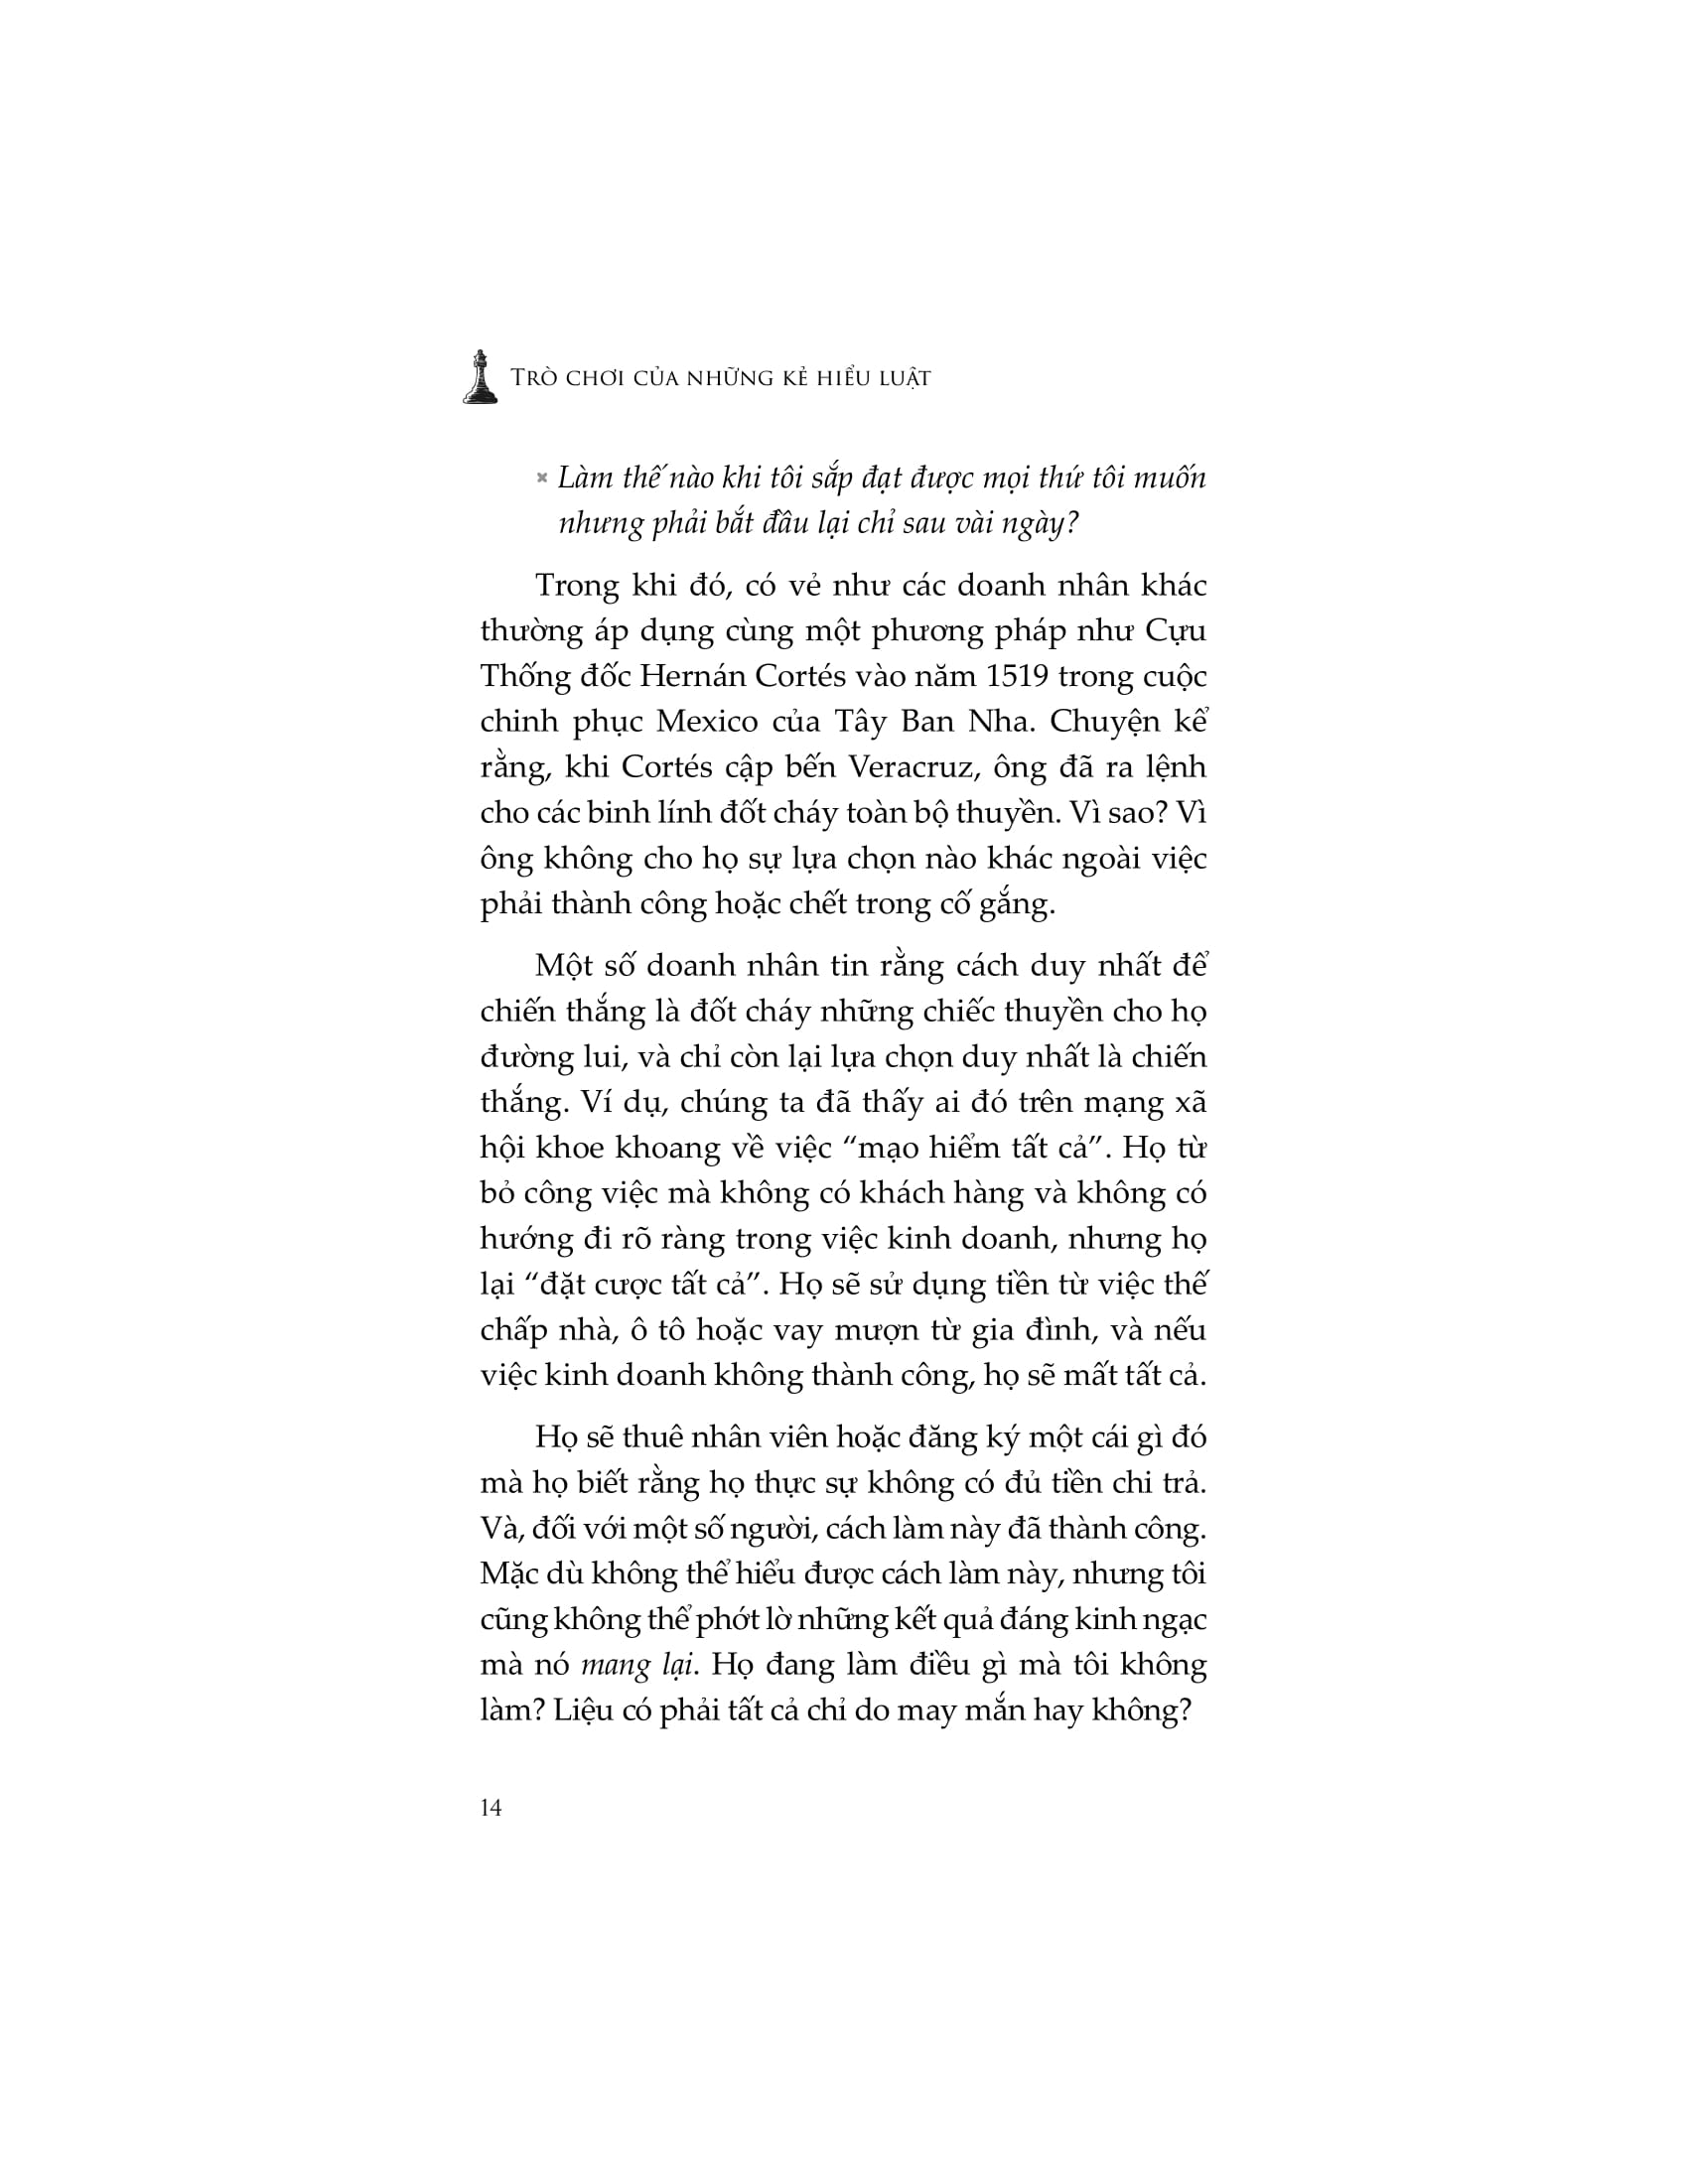 TRÒ CHƠI CỦA NHỮNG KẺ HIỂU LUẬT
Làm thế nào khi tôi sắp đạt được mọi thứ tôi muốn
nhưng phải bắt đầu lại chỉ sau vài ngày?
Trong khi đó, có vẻ như các doanh nhân khác
thường áp dụng cùng một phương pháp như Cựu
Thống đốc Hernán Cortés vào năm 1519 trong cuộc
chinh phục Mexico của Tây Ban Nha. Chuyện kể
rằng, khi Cortés cập bến Veracruz, ông đã ra lệnh
cho các binh lính đốt cháy toàn bộ thuyền. Vì sao? Vì
ông không cho họ sự lựa chọn nào khác ngoài việc
phải thành công hoặc chết trong cố gắng.
Một số doanh nhân tin rằng cách duy nhất để
chiến thắng là đốt cháy những chiếc thuyền cho họ
đường lui, và chỉ còn lại lựa chọn duy nhất là chiến
thắng. Ví dụ, chúng ta đã thấy ai đó trên mạng xã
hội khoe khoang về việc “mạo hiểm tất cả”. Họ từ
bỏ công việc mà không có khách hàng và không có
hướng đi rõ ràng trong việc kinh doanh, nhưng họ
lại “đặt cược tất cả”. Họ sẽ sử dụng tiền từ việc thế
chấp nhà, ô tô hoặc vay mượn từ gia đình, và nếu
việc kinh doanh không thành công, họ sẽ mất tất cả.
Họ sẽ thuê nhân viên hoặc đăng ký một cái gì đó
mà họ biết rằng họ thực sự không có đủ tiền chi trả.
Và, đối với một số người, cách làm này đã thành công.
Mặc dù không thể hiểu được cách làm này, nhưng tôi
cũng không thể phớt lờ những kết quả đáng kinh ngạc
mà nó mang lại. Họ đang làm điều gì mà tôi không
làm? Liệu có phải tất cả chỉ do may mắn hay không?
14